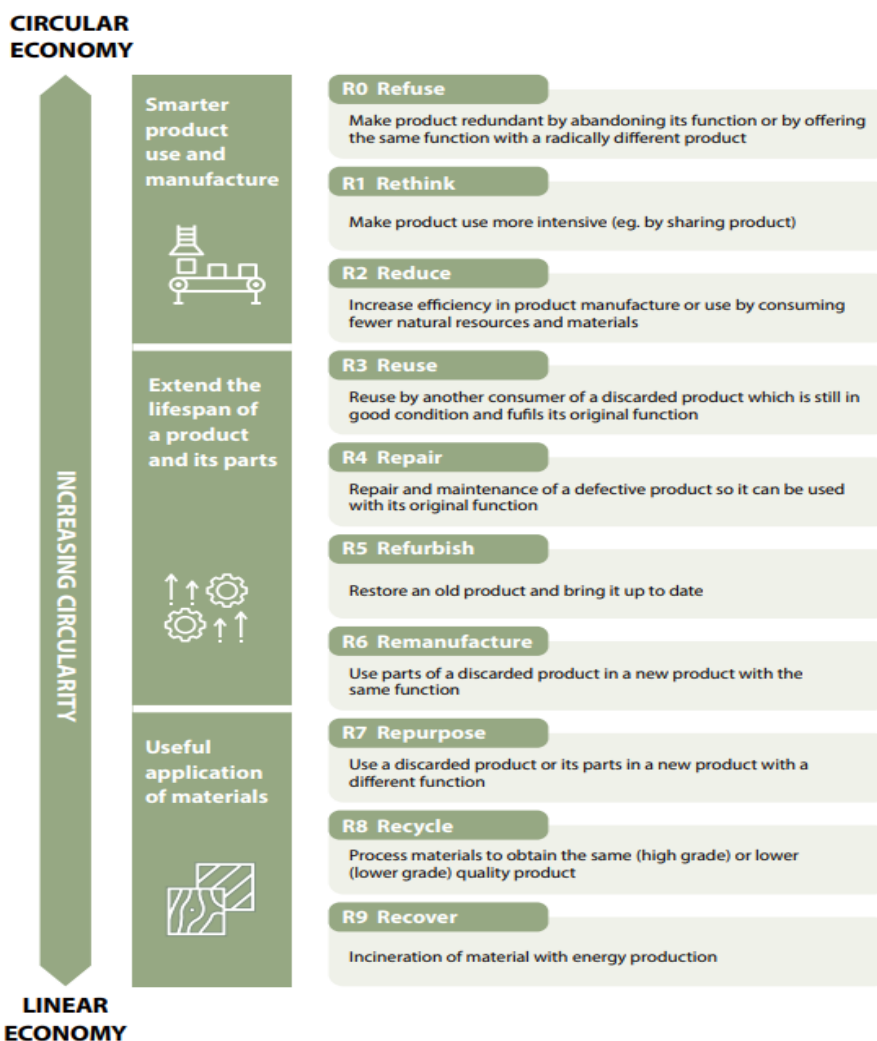 CIRCULAR
ECONOMY
INCREASING CIRCULARITY
Smarter
product
use and
manufacture
R0 Refuse
Make product redundant by abandoning its function or by offering
the same function with a radically different product
R1 Rethink
Make product use more intensive (eg. by sharing product)
R2 Reduce
Increase efficiency in product manufacture or use by consuming
fewer natural resources and materials
Extend the
lifespan of
a product
and its parts
R3 Reuse
Reuse by another consumer of a discarded product which is still in
good condition and fufils its original function
R4 Repair
Repair and maintenance of a defective product so it can be used
with its original function
R5 Refurbish
Restore an old product and bring it up to date
R6 Remanufacture
Use parts of a discarded product in a new product with the
same function
Useful
application
of materials
R7 Repurpose
Use a discarded product or its parts in a new product with a
different function
R8 Recycle
Process materials to obtain the same (high grade) or lower
(lower grade) quality product
R9 Recover
Incineration of material with energy production
LINEAR
ECONOMY